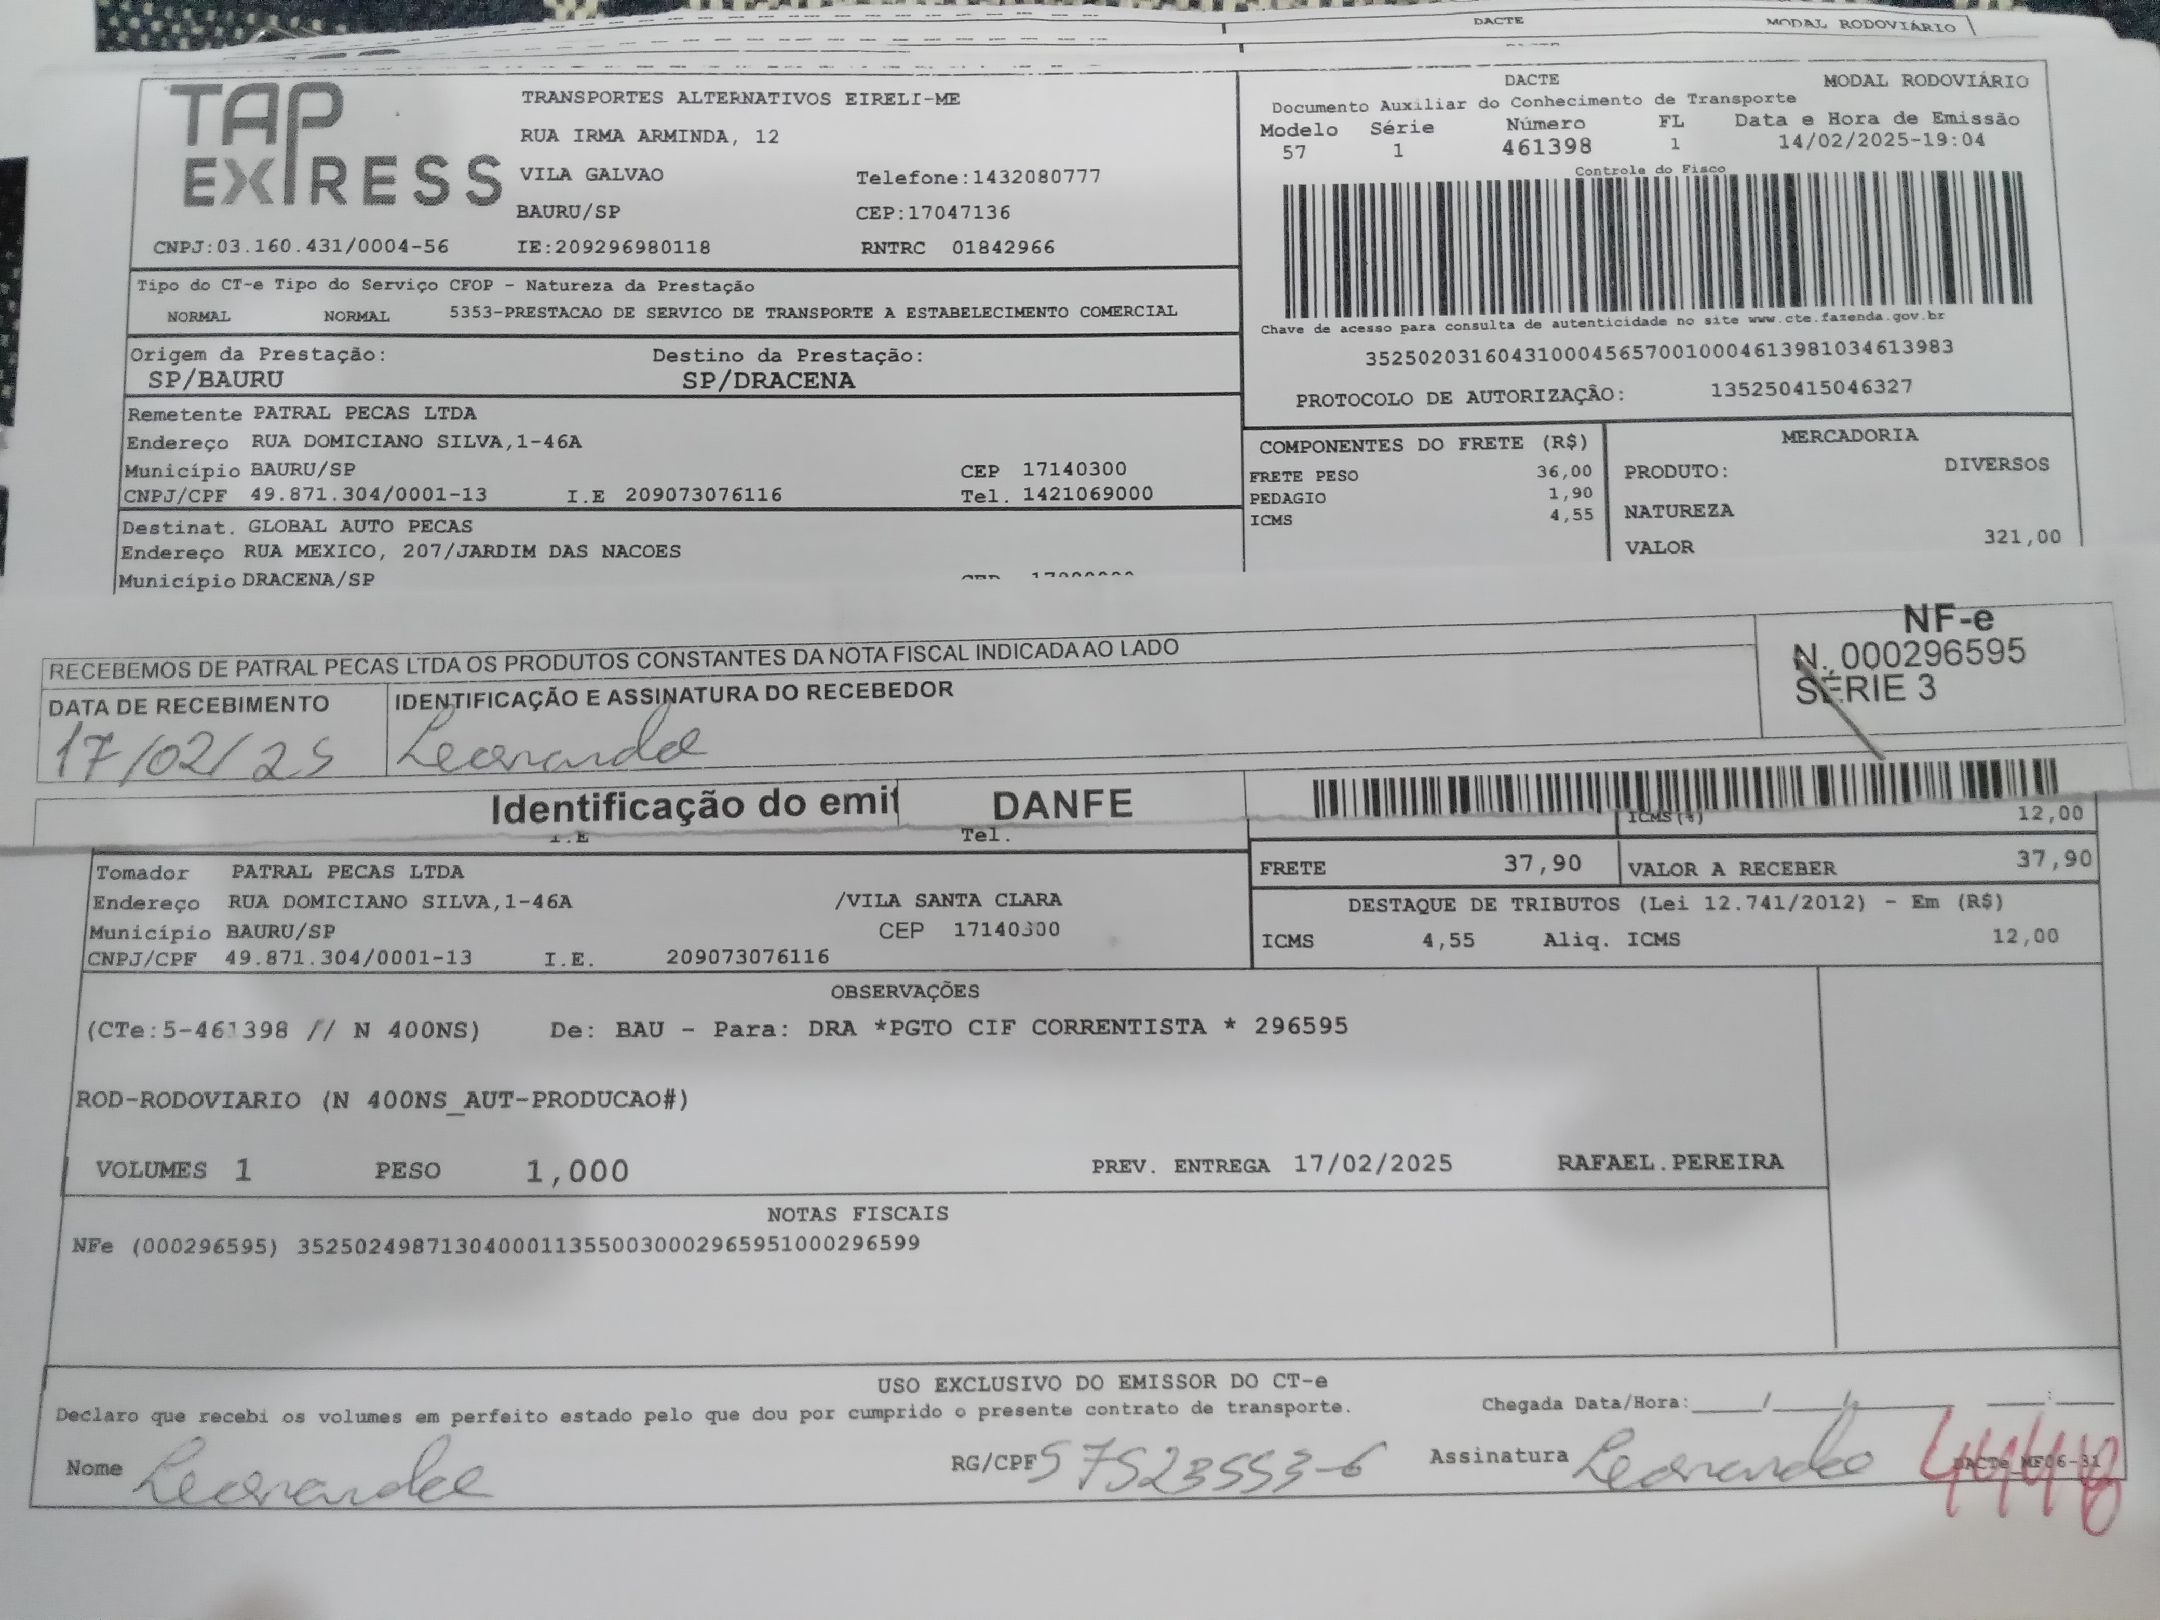 DACTE MODAL RODOVIÁRIO
TAP EXPRESS
TRANSPORTES ALTERNATIVOS EIRELI-ME
RUA IRMA ARMINDA, 12
VILA GALVAO Telefone:1432080777
BAURU/SP CEP:17047136
CNPJ:03.160.431/0004-56 IE:209296980118 RNTRC 01842966
DACTE MODAL RODOVIÁRIO
Documento Auxiliar do Conhecimento de Transporte
Modelo Série Número FL Data e Hora de Emissão
57 1 461398 1 14/02/2025-19:04
Controle do Fisco
Chave de acesso para consulta de autenticidade no site www.cte.fazenda.gov.br
35250203160431000456570010004613981034613983
PROTOCOLO DE AUTORIZAÇÃO: 135250415046327
Tipo do CT-e Tipo do Serviço CFOP - Natureza da Prestação
NORMAL NORMAL 5353-PRESTACAO DE SERVICO DE TRANSPORTE A ESTABELECIMENTO COMERCIAL
Origem da Prestação: Destino da Prestação:
SP/BAURU SP/DRACENA
Remetente PATRAL PECAS LTDA
Endereço RUA DOMICIANO SILVA,1-46A
Município BAURU/SP CEP 17140300
CNPJ/CPF 49.871.304/0001-13 I.E 209073076116 Tel. 1421069000
Destinat. GLOBAL AUTO PECAS
Endereço RUA MEXICO, 207/JARDIM DAS NACOES
Município DRACENA/SP
COMPONENTES DO FRETE (R$)
FRETE PESO 36,00
PEDAGIO 1,90
ICMS 4,55
MERCADORIA
PRODUTO: DIVERSOS
NATUREZA
VALOR 321,00
RECEBEMOS DE PATRAL PECAS LTDA OS PRODUTOS CONSTANTES DA NOTA FISCAL INDICADA AO LADO
DATA DE RECEBIMENTO IDENTIFICAÇÃO E ASSINATURA DO RECEBEDOR
17/02/25 Leonardo
NF-e
N. 000296595
SÉRIE 3
Identificação do emit DANFE
I.E Tel.
ICMS(%) 12,00
FRETE 37,90 VALOR A RECEBER 37,90
DESTAQUE DE TRIBUTOS (Lei 12.741/2012) - Em (R$)
ICMS 4,55 Aliq. ICMS 12,00
Tomador PATRAL PECAS LTDA
Endereço RUA DOMICIANO SILVA,1-46A /VILA SANTA CLARA
Município BAURU/SP CEP 17140300
CNPJ/CPF 49.871.304/0001-13 I.E. 209073076116
OBSERVAÇÕES
(CTe:5-461398 // N 400NS) De: BAU - Para: DRA *PGTO CIF CORRENTISTA * 296595
ROD-RODOVIARIO (N 400NS_AUT-PRODUCAO#)
VOLUMES 1 PESO 1,000 PREV. ENTREGA 17/02/2025 RAFAEL.PEREIRA
NOTAS FISCAIS
NFe (000296595) 35250249871304000113550030002965951000296599
USO EXCLUSIVO DO EMISSOR DO CT-e
Declaro que recebi os volumes em perfeito estado pelo que dou por cumprido o presente contrato de transporte.
Chegada Data/Hora:____/____/____ ___:___
Nome Leonardo RG/CPF 57523553-6 Assinatura Leonardo